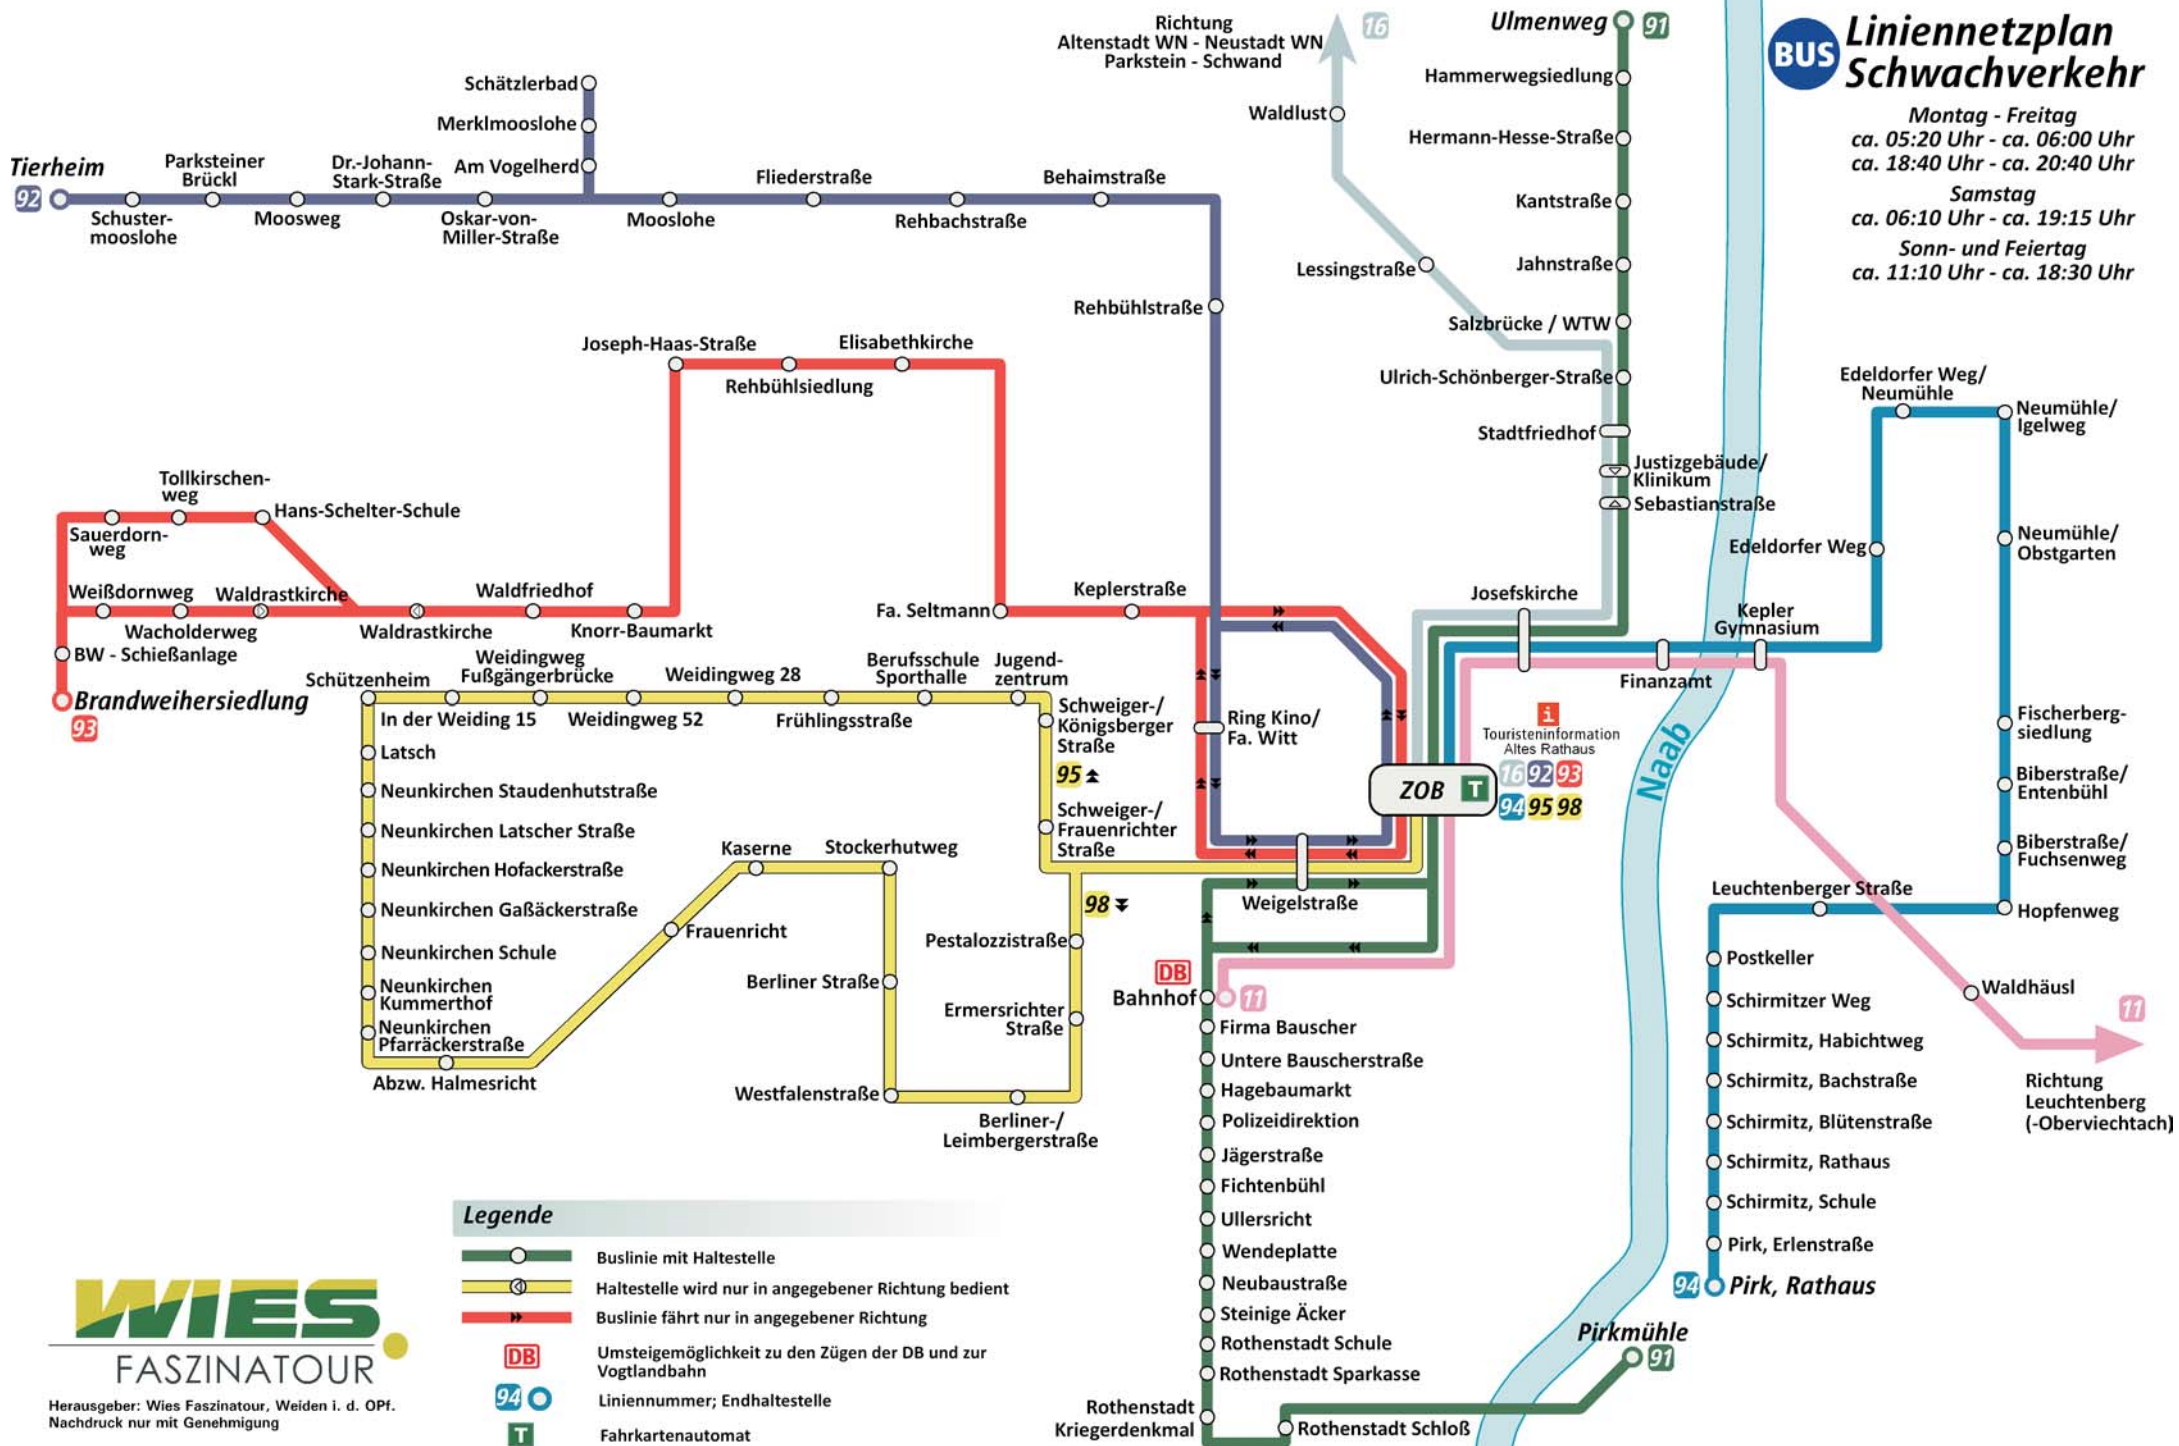 Richtung
Altenstadt WN - Neustadt WN
Parkstein - Schwand
16
Ulmenweg
91
BUS
Liniennetzplan
Schwachverkehr
Montag - Freitag
ca. 05:20 Uhr - ca. 06:00 Uhr
ca. 18:40 Uhr - ca. 20:40 Uhr
Samstag
ca. 06:10 Uhr - ca. 19:15 Uhr
Sonn- und Feiertag
ca. 11:10 Uhr - ca. 18:30 Uhr
Schätzlerbad
Merklmooslohe
Am Vogelherd
Tierheim
92
Schuster-
mooslohe
Parksteiner
Brückl
Moosweg
Dr.-Johann-
Stark-Straße
Oskar-von-
Miller-Straße
Mooslohe
Fliederstraße
Rehbachstraße
Behaimstraße
Rehbühlstraße
Waldlust
Lessingstraße
Hammerwegsiedlung
Hermann-Hesse-Straße
Kantstraße
Jahnstraße
Salzbrücke / WTW
Ulrich-Schönberger-Straße
Stadtfriedhof
Justizgebäude/
Klinikum
Sebastianstraße
Josefskirche
Joseph-Haas-Straße
Rehbühlsiedlung
Elisabethkirche
Tollkirschen-
weg
Hans-Schelter-Schule
Sauerdorn-
weg
Weißdornweg
Wacholderweg
Waldrastkirche
Waldrastkirche
Waldfriedhof
Knorr-Baumarkt
BW - Schießanlage
Brandweihersiedlung
93
Fa. Seltmann
Keplerstraße
Ring Kino/
Fa. Witt
Schützenheim
In der Weiding 15
Weidingweg
Fußgängerbrücke
Weidingweg 52
Weidingweg 28
Frühlingsstraße
Berufsschule
Sporthalle
Jugend-
zentrum
Schweiger-/
Königsberger
Straße
95
Schweiger-/
Frauenrichter
Straße
Latsch
Neunkirchen Staudenhutstraße
Neunkirchen Latscher Straße
Neunkirchen Hofackerstraße
Neunkirchen Gaßäckerstraße
Neunkirchen Schule
Neunkirchen
Kummerthof
Neunkirchen
Pfarräckerstraße
Abzw. Halmesricht
Frauenricht
Kaserne
Stockerhutweg
Berliner Straße
Westfalenstraße
Berliner-/
Leimbergerstraße
Ermersrichter
Straße
Pestalozzistraße
98
Weigelstraße
i
Touristeninformation
Altes Rathaus
ZOB
T
16 92 93
94 95 98
Naab
Finanzamt
Kepler
Gymnasium
Edeldorfer Weg
Edeldorfer Weg/
Neumühle
Neumühle/
Igelweg
Neumühle/
Obstgarten
Fischerberg-
siedlung
Biberstraße/
Entenbühl
Biberstraße/
Fuchsenweg
Hopfenweg
Leuchtenberger Straße
Postkeller
Schirmitzer Weg
Schirmitz, Habichtweg
Schirmitz, Bachstraße
Schirmitz, Blütenstraße
Schirmitz, Rathaus
Schirmitz, Schule
Pirk, Erlenstraße
94
Pirk, Rathaus
Waldhäusl
11
Richtung
Leuchtenberg
(-Oberviechtach)
DB
Bahnhof
11
Firma Bauscher
Untere Bauscherstraße
Hagebaumarkt
Polizeidirektion
Jägerstraße
Fichtenbühl
Ullersricht
Wendeplatte
Neubaustraße
Steinige Äcker
Rothenstadt Schule
Rothenstadt Sparkasse
Rothenstadt
Kriegerdenkmal
Rothenstadt Schloß
Pirkmühle
91
Legende
Buslinie mit Haltestelle
Haltestelle wird nur in angegebener Richtung bedient
Buslinie fährt nur in angegebener Richtung
DB
Umsteigemöglichkeit zu den Zügen der DB und zur
Vogtlandbahn
94
Liniennummer; Endhaltestelle
T
Fahrkartenautomat
WIES
FASZINATOUR
Herausgeber: Wies Faszinatour, Weiden i. d. OPf.
Nachdruck nur mit Genehmigung